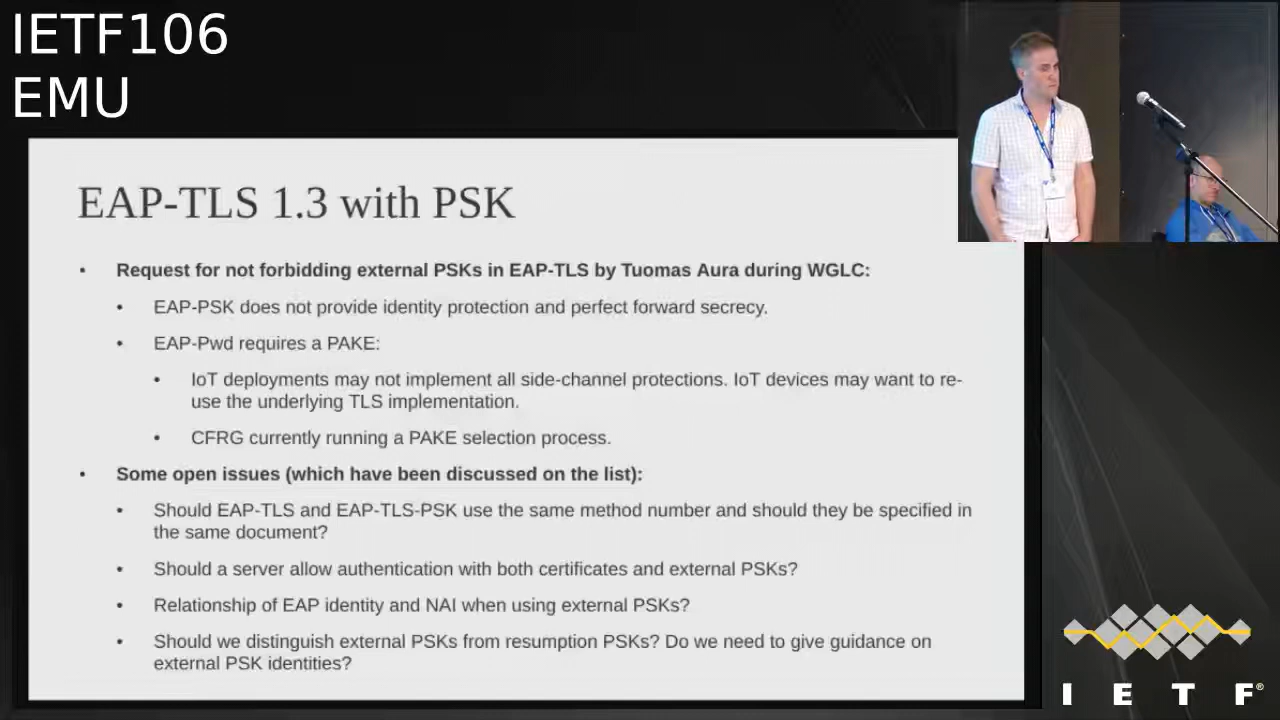 IETF106
EMU
EAP-TLS 1.3 with PSK
• Request for not forbidding external PSKs in EAP-TLS by Tuomas Aura during WGLC:
• EAP-PSK does not provide identity protection and perfect forward secrecy.
• EAP-Pwd requires a PAKE:
• IoT deployments may not implement all side-channel protections. IoT devices may want to re-
use the underlying TLS implementation.
• CFRG currently running a PAKE selection process.
• Some open issues (which have been discussed on the list):
• Should EAP-TLS and EAP-TLS-PSK use the same method number and should they be specified in
the same document?
• Should a server allow authentication with both certificates and external PSKs?
• Relationship of EAP identity and NAI when using external PSKs?
• Should we distinguish external PSKs from resumption PSKs? Do we need to give guidance on
external PSK identities?
I E T F®